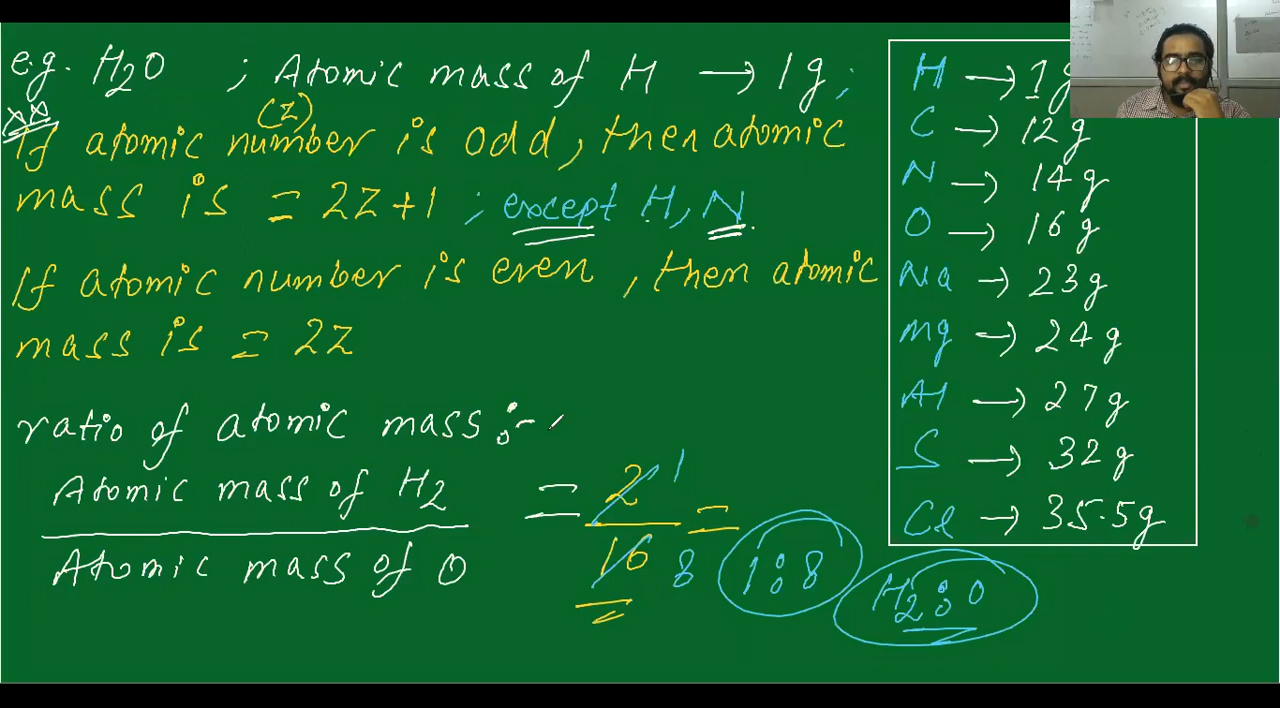 e.g. H2O ; Atomic mass of H → 1g ;
(Z)
If atomic number is odd, then atomic
mass is = 2Z+1 ; except H, N.
If atomic number is even, then atomic
mass is = 2Z
ratio of atomic mass :-
Atomic mass of H2
Atomic mass of O
= 2 1
16 8
= 1:8
H2:O
H → 1g
C → 12g
N → 14g
O → 16g
Na → 23g
Mg → 24g
Al → 27g
S → 32g
Cl → 35.5g